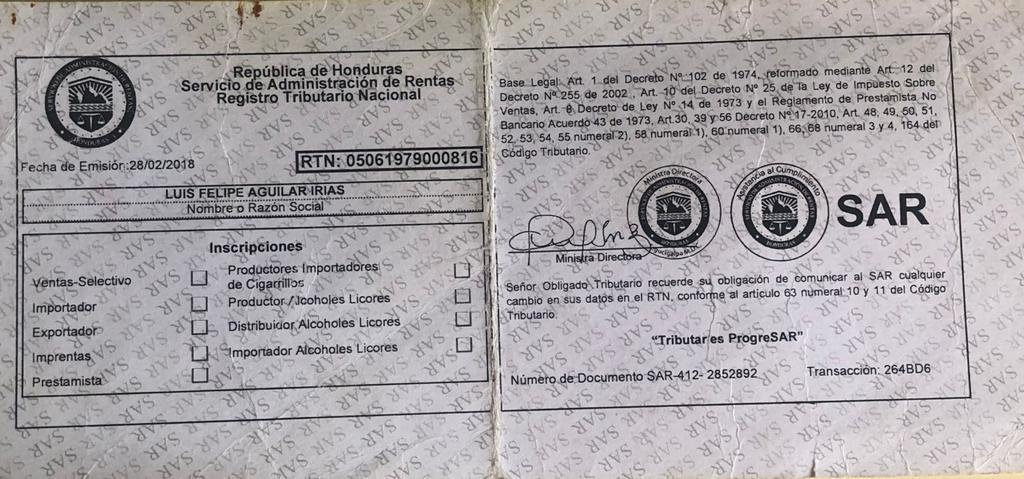 República de Honduras
Servicio de Administración de Rentas
Registro Tributario Nacional
Fecha de Emisión:28/02/2018
RTN: 05061979000816
LUIS FELIPE AGUILAR IRIAS
Nombre o Razón Social
Inscripciones
Ventas-Selectivo
Importador
Exportador
Imprentas
Prestamista
Productores Importadores
de Cigarrillos
Productor /lcoholes Licores
Distribuidor Alcoholes Licores
Importador Alcoholes Licores
Base Legal: Art. 1 del Decreto Nº 102 de 1974, reformado mediante Art. 12 del
Decreto Nº 255 de 2002 , Art. 10 del Decreto Nº 25 de la Ley de Impuesto Sobre
Ventas, Art. 8 Decreto de Ley Nº 14 de 1973 y el Reglamento de Prestamista No
Bancario Acuerdo 43 de 1973, Art.30, 39 y 56 Decreto Nº 17-2010, Art. 48, 49, 50, 51,
52, 53, 54, 55 numeral 2), 58 numeral 1), 60 numeral 1), 66, 68 numeral 3 y 4, 164 del
Código Tributario.
Ministra Directora
Tegucigalpa M.D.C.
Asistencia al Cumplimiento
SAR
Ministra Directora
Señor Obligado Tributario recuerde su obligación de comunicar al SAR cualquier
cambio en sus datos en el RTN, conforme al articulo 63 numeral 10 y 11 del Código
Tributario.
"Tributar es ProgreSAR"
Número de Documento SAR-412- 2852892
Transacción: 264BD6